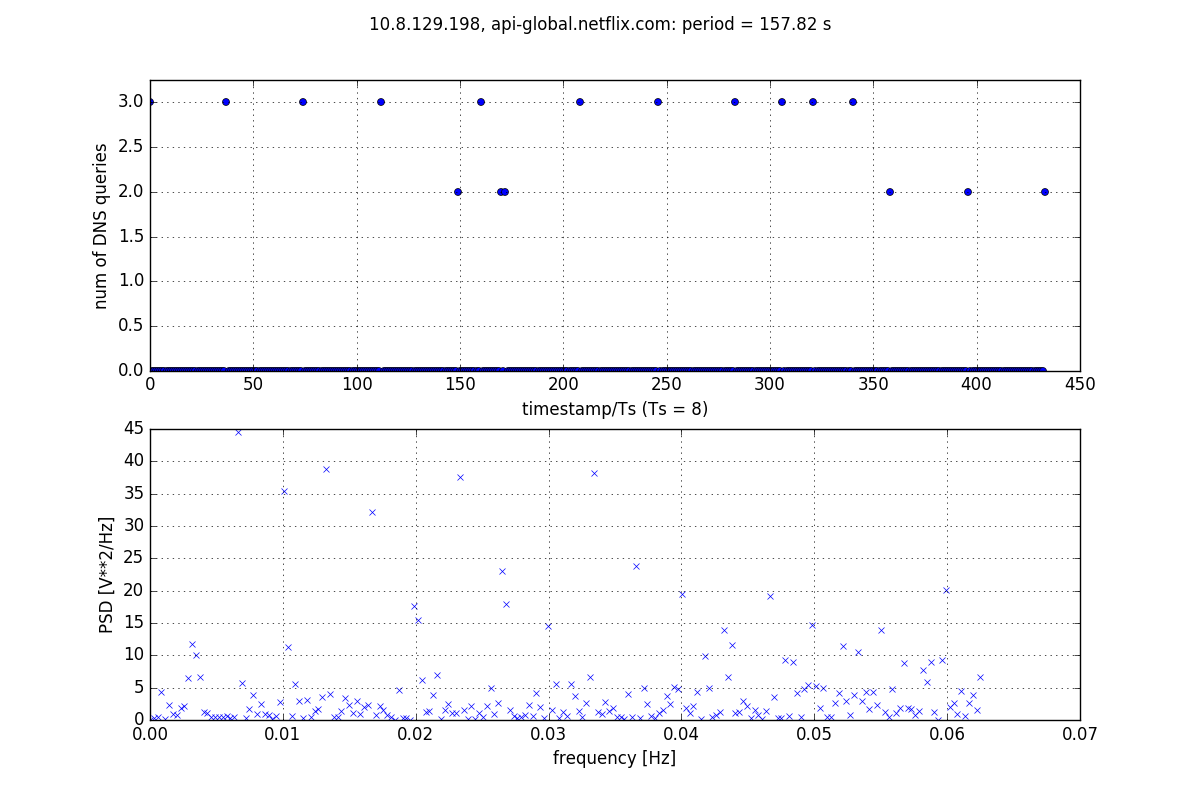 10.8.129.198, api-global.netflix.com: period = 157.82 s
num of DNS queries
3.0
2.5
2.0
1.5
1.0
0.5
0.0
0 50 100 150 200 250 300 350 400 450
timestamp/Ts (Ts = 8)
PSD [V**2/Hz]
45
40
35
30
25
20
15
10
5
0
0.00 0.01 0.02 0.03 0.04 0.05 0.06 0.07
frequency [Hz]